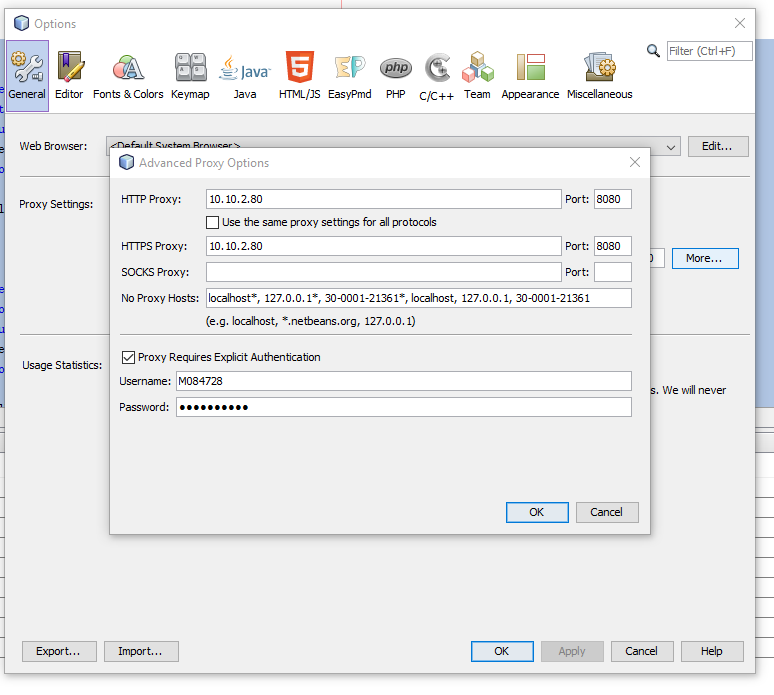 Options
Filter (Ctrl+F)
General Editor Fonts & Colors Keymap Java HTML/JS EasyPmd PHP C/C++ Team Appearance Miscellaneous
Web Browser: <Default System Browser> Edit...
Advanced Proxy Options
Proxy Settings:
HTTP Proxy: 10.10.2.80 Port: 8080
Use the same proxy settings for all protocols
HTTPS Proxy: 10.10.2.80 Port: 8080
More...
SOCKS Proxy: Port:
No Proxy Hosts: localhost*, 127.0.0.1*, 30-0001-21361*, localhost, 127.0.0.1, 30-0001-21361
(e.g. localhost, *.netbeans.org, 127.0.0.1)
Proxy Requires Explicit Authentication
Usage Statistics:
Username: M084728
s. We will never
Password: ●●●●●●●●●●
OK Cancel
Export... Import... OK Apply Cancel Help